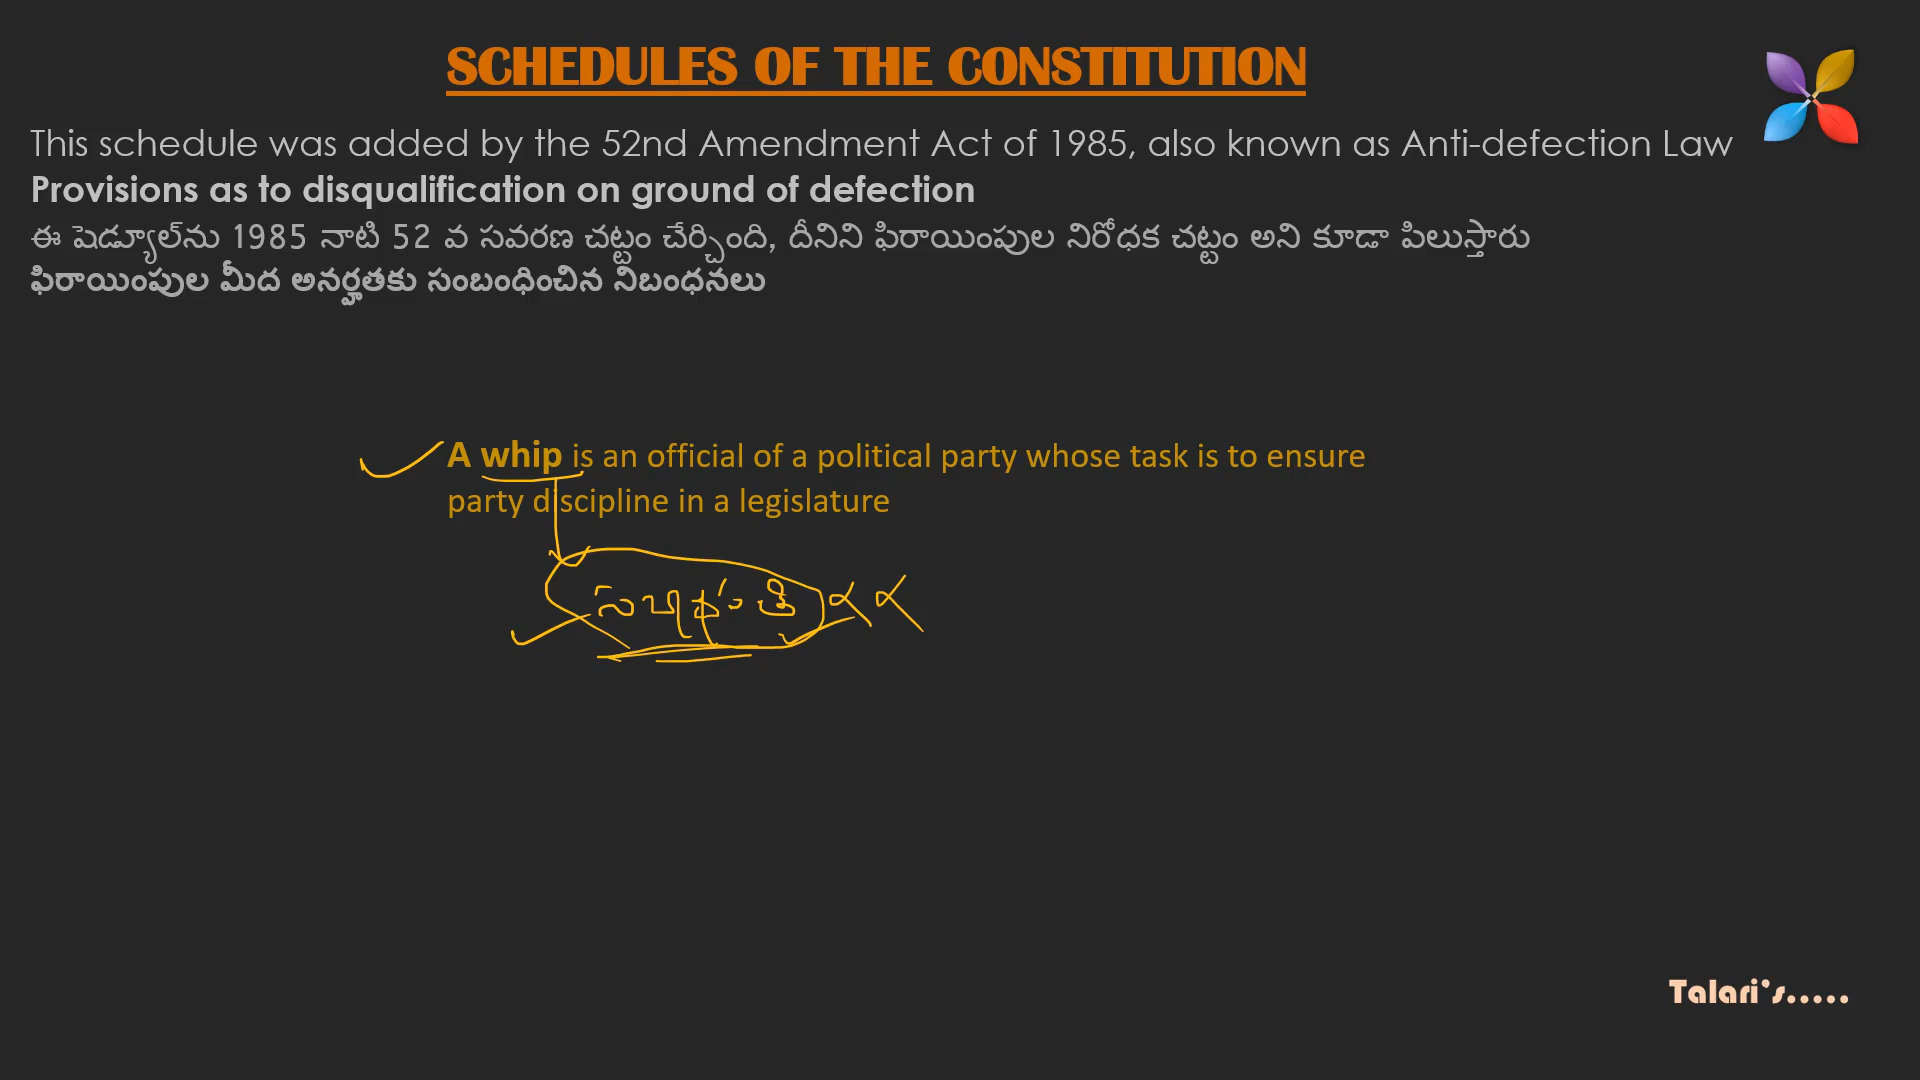 SCHEDULES OF THE CONSTITUTION
This schedule was added by the 52nd Amendment Act of 1985, also known as Anti-defection Law
Provisions as to disqualification on ground of defection
ఈ షెడ్యూల్‌ను 1985 నాటి 52 వ సవరణ చట్టం చేర్చింది, దీనిని ఫిరాయింపుల నిరోధక చట్టం అని కూడా పిలుస్తారు
ఫిరాయింపుల మీద అనర్హతకు సంబంధించిన నిబంధనలు
A whip is an official of a political party whose task is to ensure
party discipline in a legislature
Talari's.....